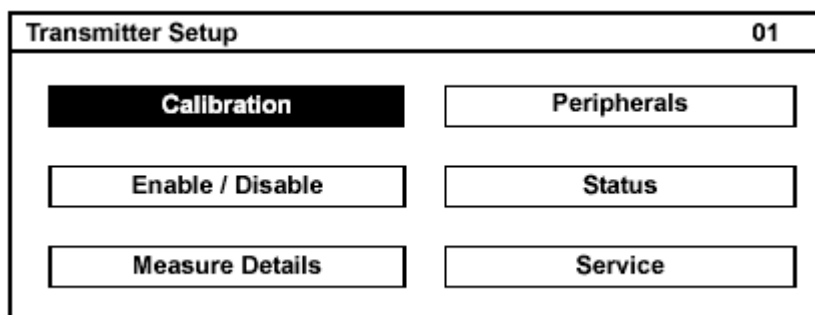 Transmitter Setup 01
Calibration Peripherals
Enable / Disable Status
Measure Details Service